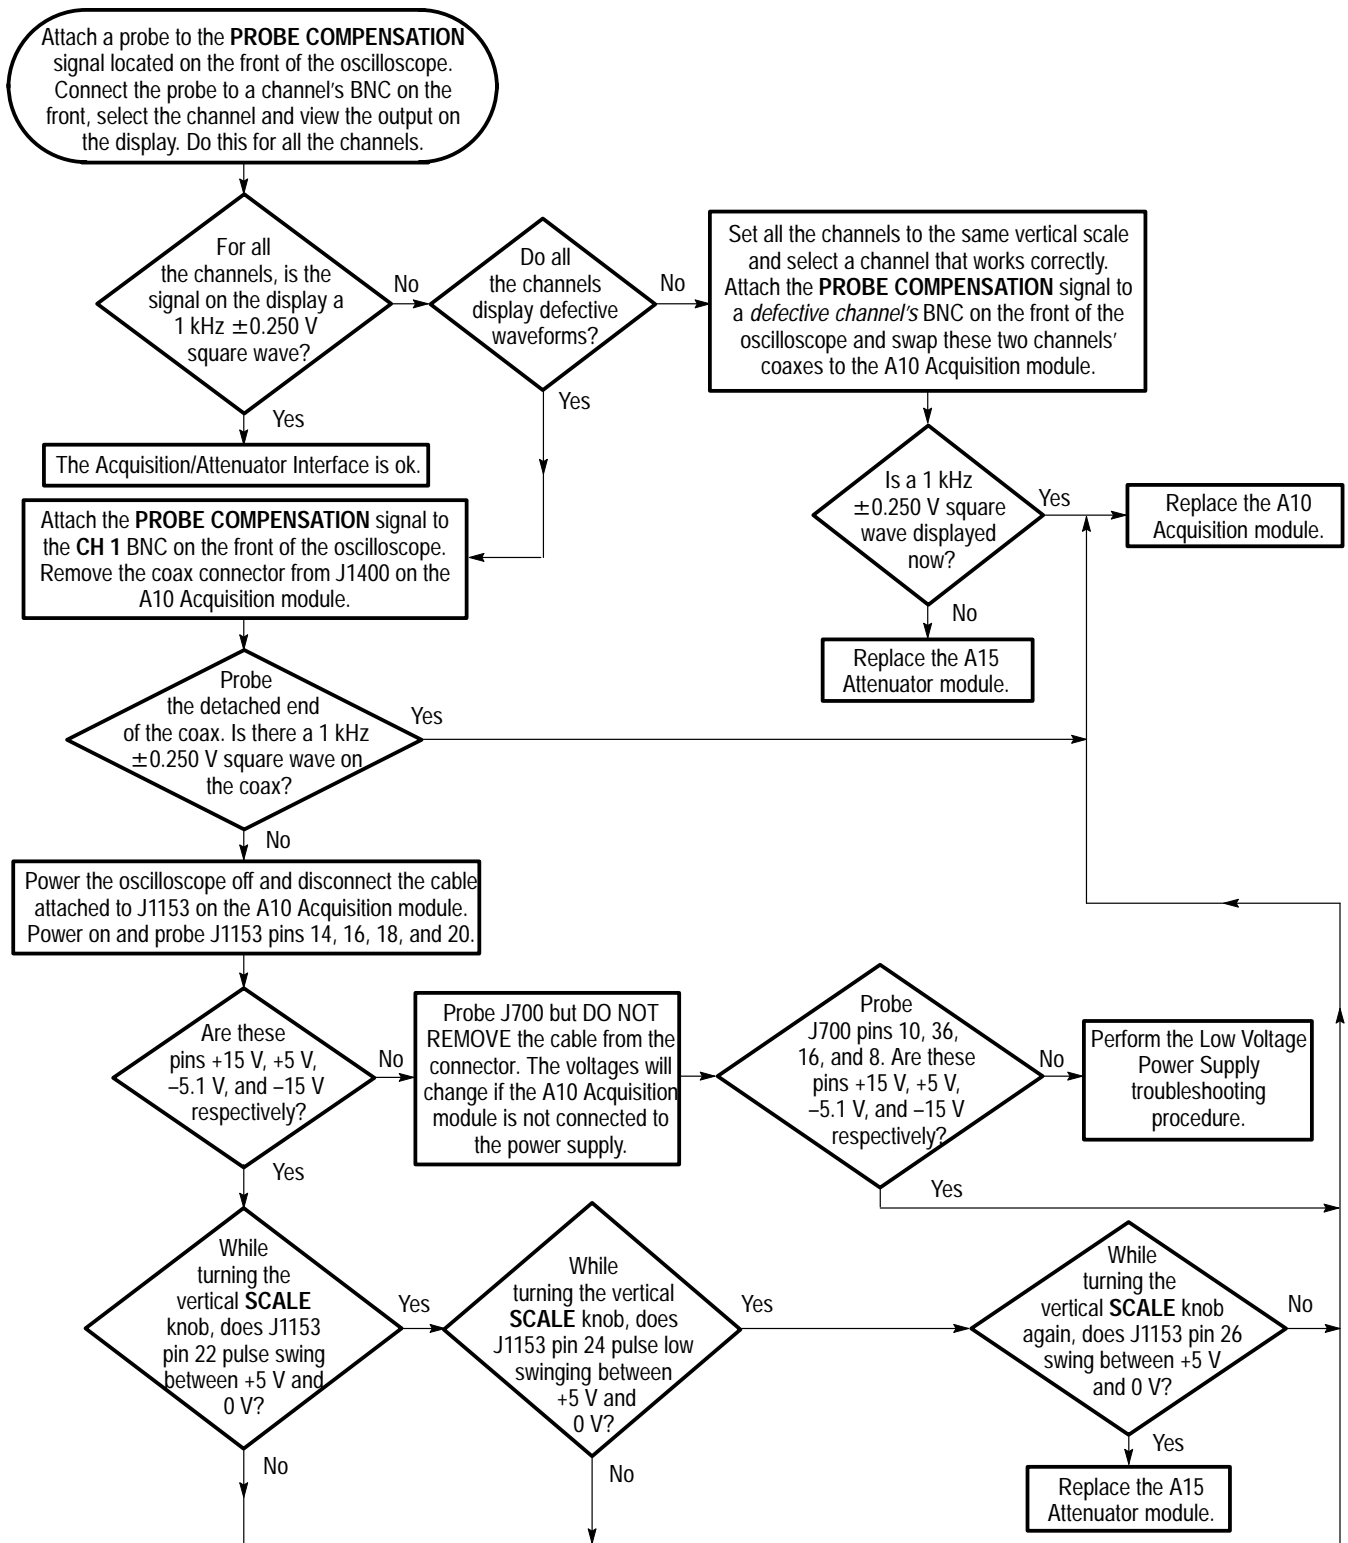 Attach a probe to the PROBE COMPENSATION
signal located on the front of the oscilloscope.
Connect the probe to a channel's BNC on the
front, select the channel and view the output on
the display. Do this for all the channels.
For all
the channels, is the
signal on the display a
1 kHz ±0.250 V
square wave?
No
Yes
Do all
the channels
display defective
waveforms?
No
Yes
Set all the channels to the same vertical scale
and select a channel that works correctly.
Attach the PROBE COMPENSATION signal to
a defective channel's BNC on the front of the
oscilloscope and swap these two channels'
coaxes to the A10 Acquisition module.
The Acquisition/Attenuator Interface is ok.
Is a 1 kHz
±0.250 V square
wave displayed
now?
Yes
No
Replace the A10
Acquisition module.
Replace the A15
Attenuator module.
Attach the PROBE COMPENSATION signal to
the CH 1 BNC on the front of the oscilloscope.
Remove the coax connector from J1400 on the
A10 Acquisition module.
Probe
the detached end
of the coax. Is there a 1 kHz
±0.250 V square wave on
the coax?
Yes
No
Power the oscilloscope off and disconnect the cable
attached to J1153 on the A10 Acquisition module.
Power on and probe J1153 pins 14, 16, 18, and 20.
Are these
pins +15 V, +5 V,
–5.1 V, and –15 V
respectively?
No
Yes
Probe J700 but DO NOT
REMOVE the cable from the
connector. The voltages will
change if the A10 Acquisition
module is not connected to
the power supply.
Probe
J700 pins 10, 36,
16, and 8. Are these
pins +15 V, +5 V,
–5.1 V, and –15 V
respectively?
No
Yes
Perform the Low Voltage
Power Supply
troubleshooting
procedure.
While
turning the
vertical SCALE
knob, does J1153
pin 22 pulse swing
between +5 V and
0 V?
Yes
No
While
turning the vertical
SCALE knob, does
J1153 pin 24 pulse low
swinging between
+5 V and
0 V?
Yes
No
While
turning the
vertical SCALE knob
again, does J1153 pin 26
swing between +5 V
and 0 V?
No
Yes
Replace the A15
Attenuator module.